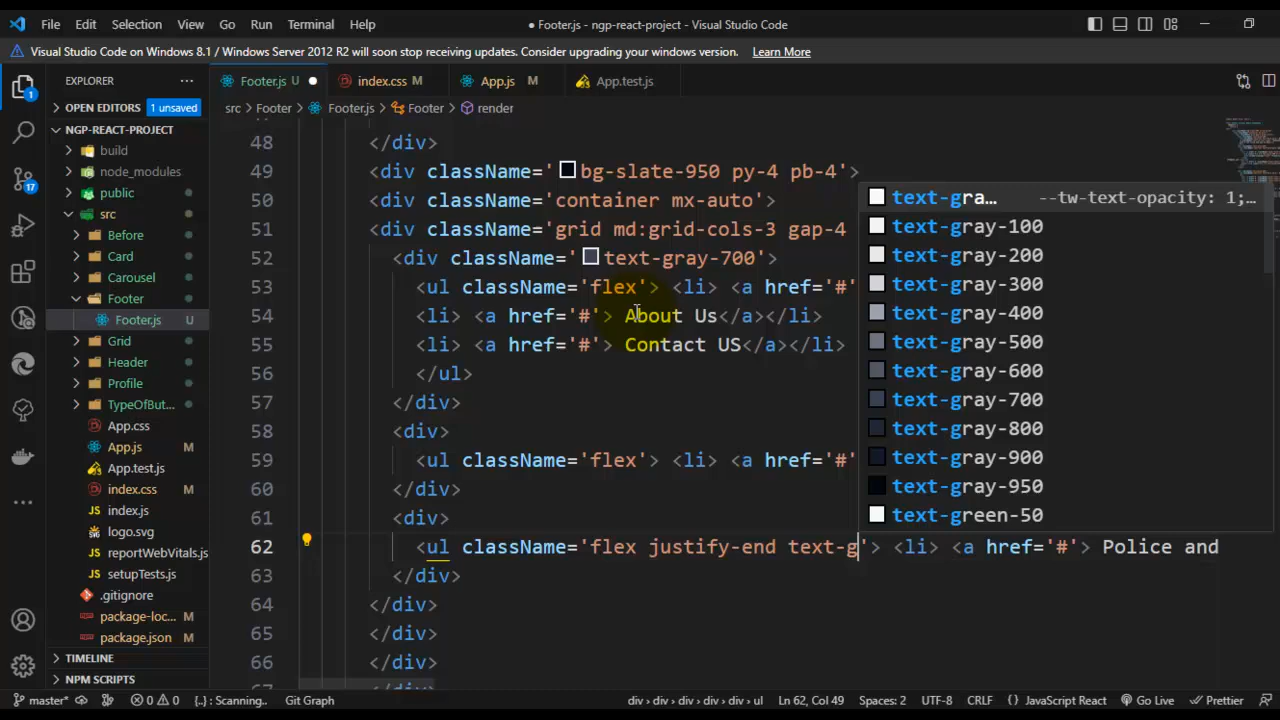 File Edit Selection View Go Run Terminal Help
● Footer.js - ngp-react-project - Visual Studio Code
Visual Studio Code on Windows 8.1 / Windows Server 2012 R2 will soon stop receiving updates. Consider upgrading your windows version. Learn More
EXPLORER ...
Footer.js U ●
index.css M
App.js M
App.test.js
OPEN EDITORS 1 unsaved
src > Footer > Footer.js > Footer > render
NGP-REACT-PROJECT
build
node_modules
public
src
Before
Card
Carousel
Footer
Footer.js U
Grid
Header
Profile
TypeOfBut...
App.css
App.js M
App.test.js
index.css M
index.js
logo.svg
reportWebVitals.js
setupTests.js
.gitignore
package-loc... M
package.json M
TIMELINE
NPM SCRIPTS
1
17
48 </div>
49 <div className='bg-slate-950 py-4 pb-4'>
50 <div className='container mx-auto'>
51 <div className='grid md:grid-cols-3 gap-4
52 <div className='text-gray-700'>
53 <ul className='flex'> <li> <a href='#'
54 <li> <a href='#'> About Us</a></li>
55 <li> <a href='#'> Contact US</a></li>
56 </ul>
57 </div>
58 <div>
59 <ul className='flex'> <li> <a href='#'
60 </div>
61 <div>
62 <ul className='flex justify-end text-g'> <li> <a href='#'> Police and
63 </div>
64 </div>
65 </div>
66 </div>
text-gra… --tw-text-opacity: 1;…
text-gray-100
text-gray-200
text-gray-300
text-gray-400
text-gray-500
text-gray-600
text-gray-700
text-gray-800
text-gray-900
text-gray-950
text-green-50
master* 0 0 {..} : Scanning.. Git Graph
div > div > div > div > div > ul Ln 62, Col 49 Spaces: 2 UTF-8 CRLF {} JavaScript React Go Live Prettier